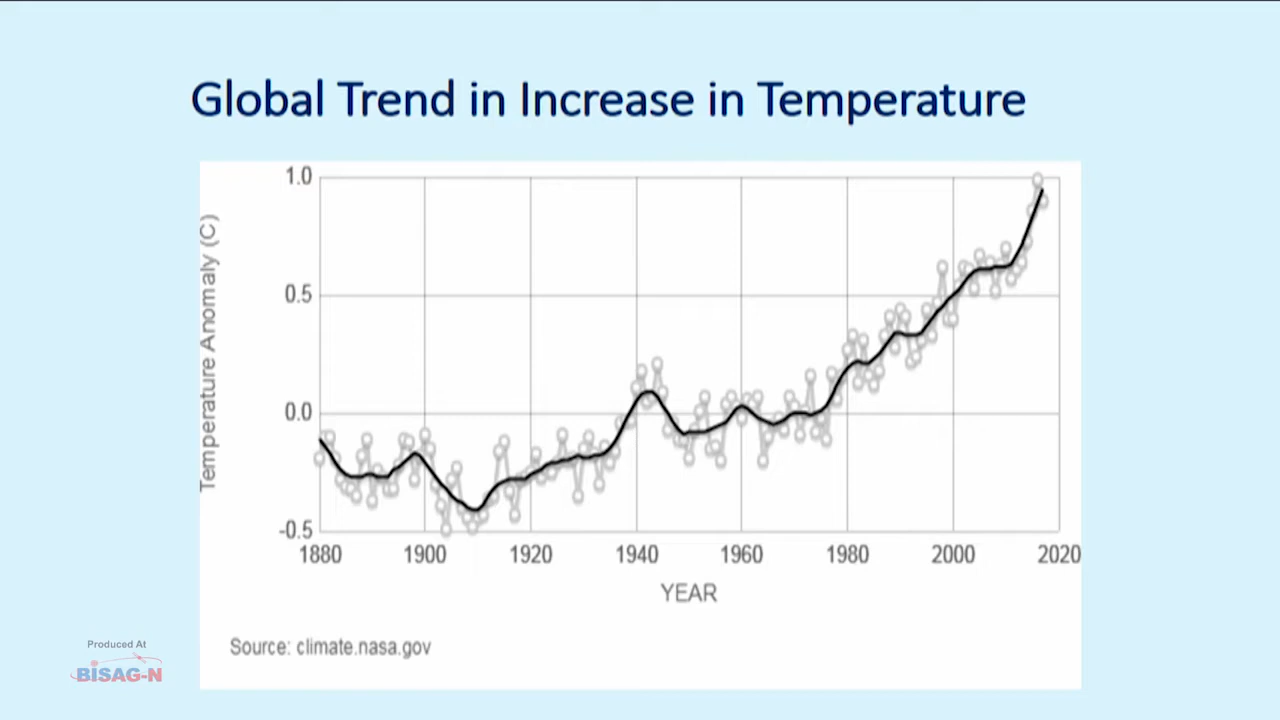 Global Trend in Increase in Temperature
Temperature Anomaly (C)
1.0
0.5
0.0
-0.5
1880 1900 1920 1940 1960 1980 2000 2020
YEAR
Source: climate.nasa.gov
Produced At
BISAG-N